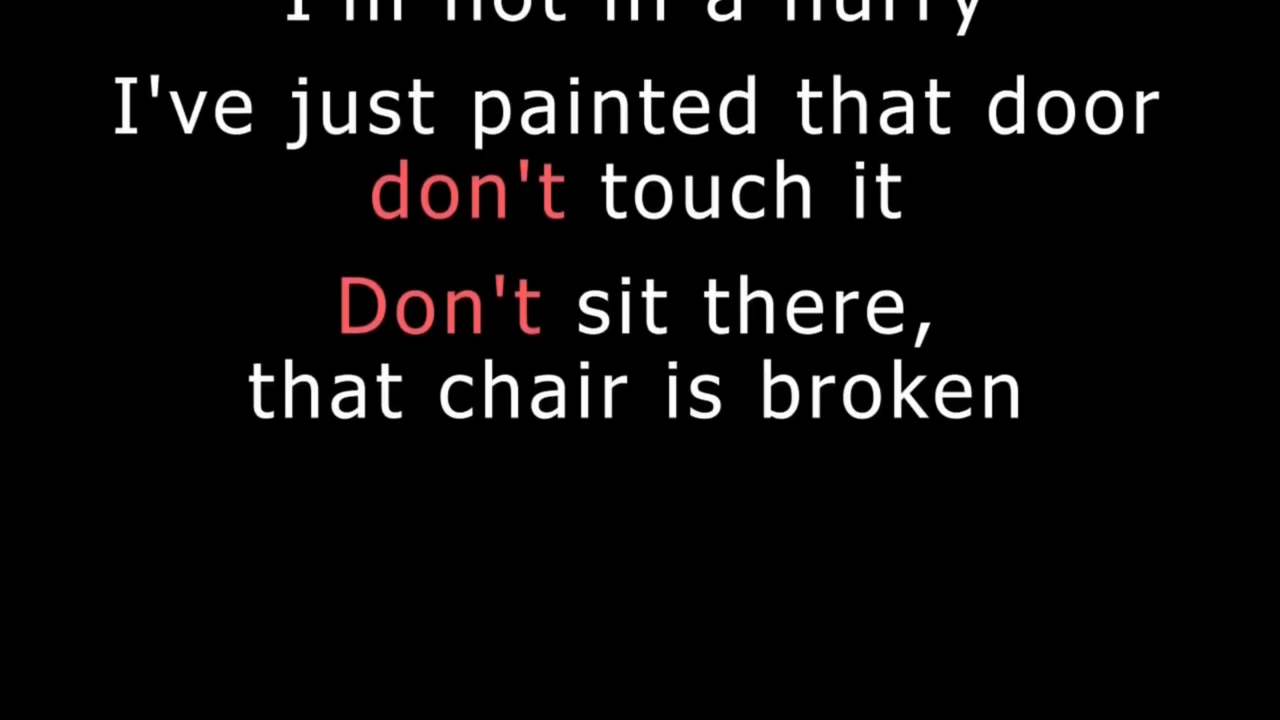 I'm not in a hurry
I've just painted that door
don't touch it
Don't sit there,
that chair is broken